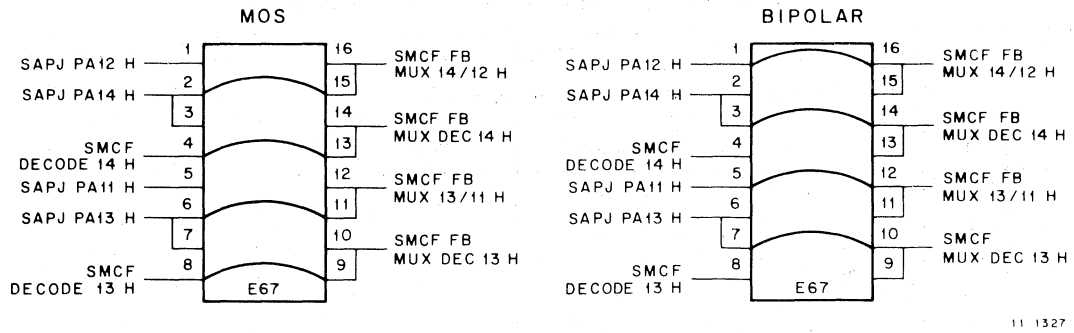 MOS
1
16
SAPJ PA12 H
SMCF FB
MUX 14/12 H
2
15
SAPJ PA14 H
3
14
SMCF FB
MUX DEC 14 H
4
13
SMCF
DECODE 14 H
5
12
SAPJ PA11 H
SMCF FB
MUX 13/11 H
6
11
SAPJ PA13 H
7
10
SMCF FB
MUX DEC 13 H
8
9
SMCF
DECODE 13 H
E67
BIPOLAR
1
16
SAPJ PA12 H
SMCF FB
MUX 14/12 H
2
15
SAPJ PA14 H
3
14
SMCF FB
MUX DEC 14 H
4
13
SMCF
DECODE 14 H
5
12
SAPJ PA11 H
SMCF FB
MUX 13/11 H
6
11
SAPJ PA13 H
7
10
SMCF
MUX DEC 13 H
8
9
SMCF
DECODE 13 H
E67
11 1327